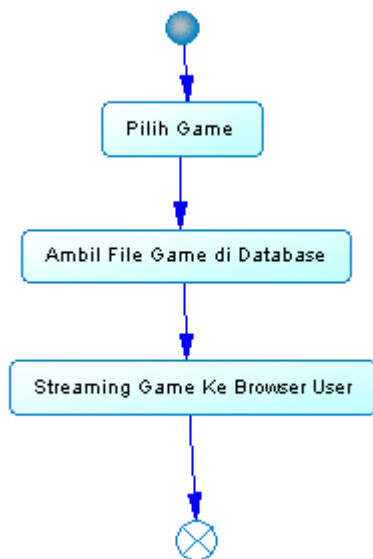 Pilih Game
Ambil File Game di Database
Streaming Game Ke Browser User